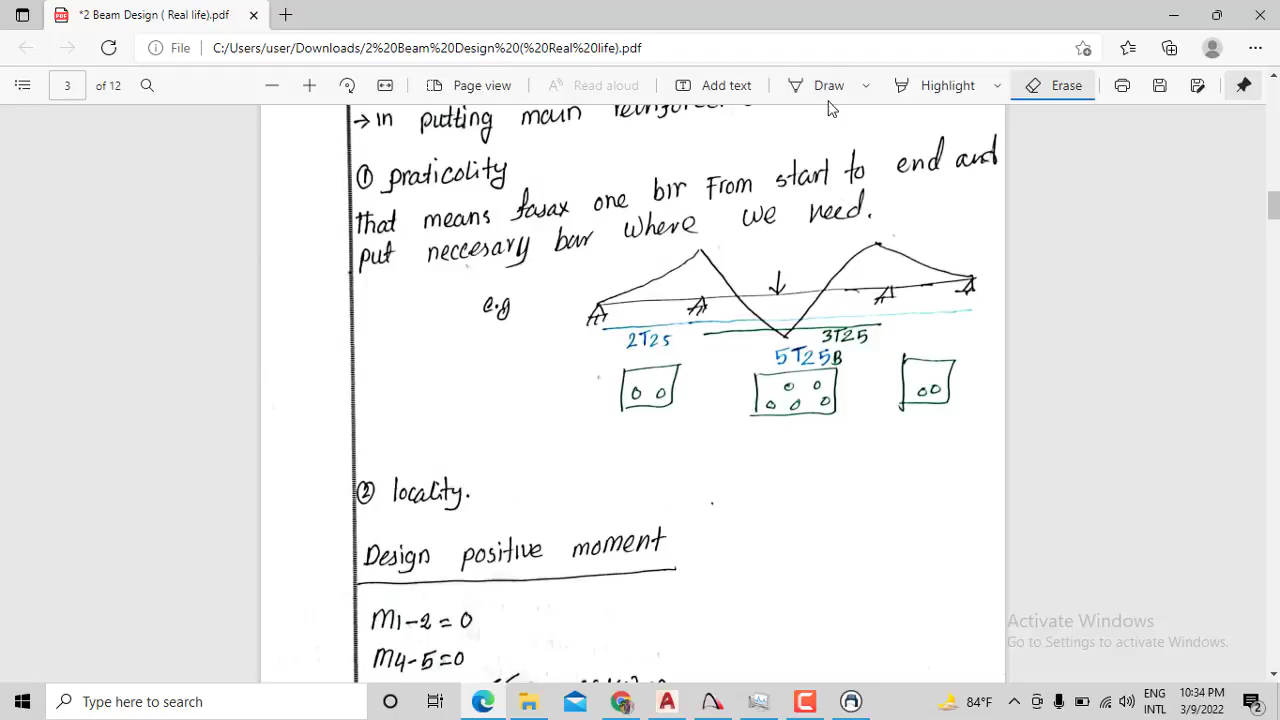 *2 Beam Design ( Real life).pdf
File C:/Users/user/Downloads/2%20Beam%20Design%20(%20Real%20life).pdf
3 of 12 Page view Read aloud Add text Draw Highlight Erase
→ in putting main
① praticolity
that means one bir From start to end and
put neccesary bar where we need.
e.g
2T25
3T25
5T25B
② locality.
Design positive moment
M1-2 = 0
M4-5=0
Activate Windows
Go to Settings to activate Windows.
Type here to search
84°F
ENG
INTL
10:34 PM
3/9/2022
2